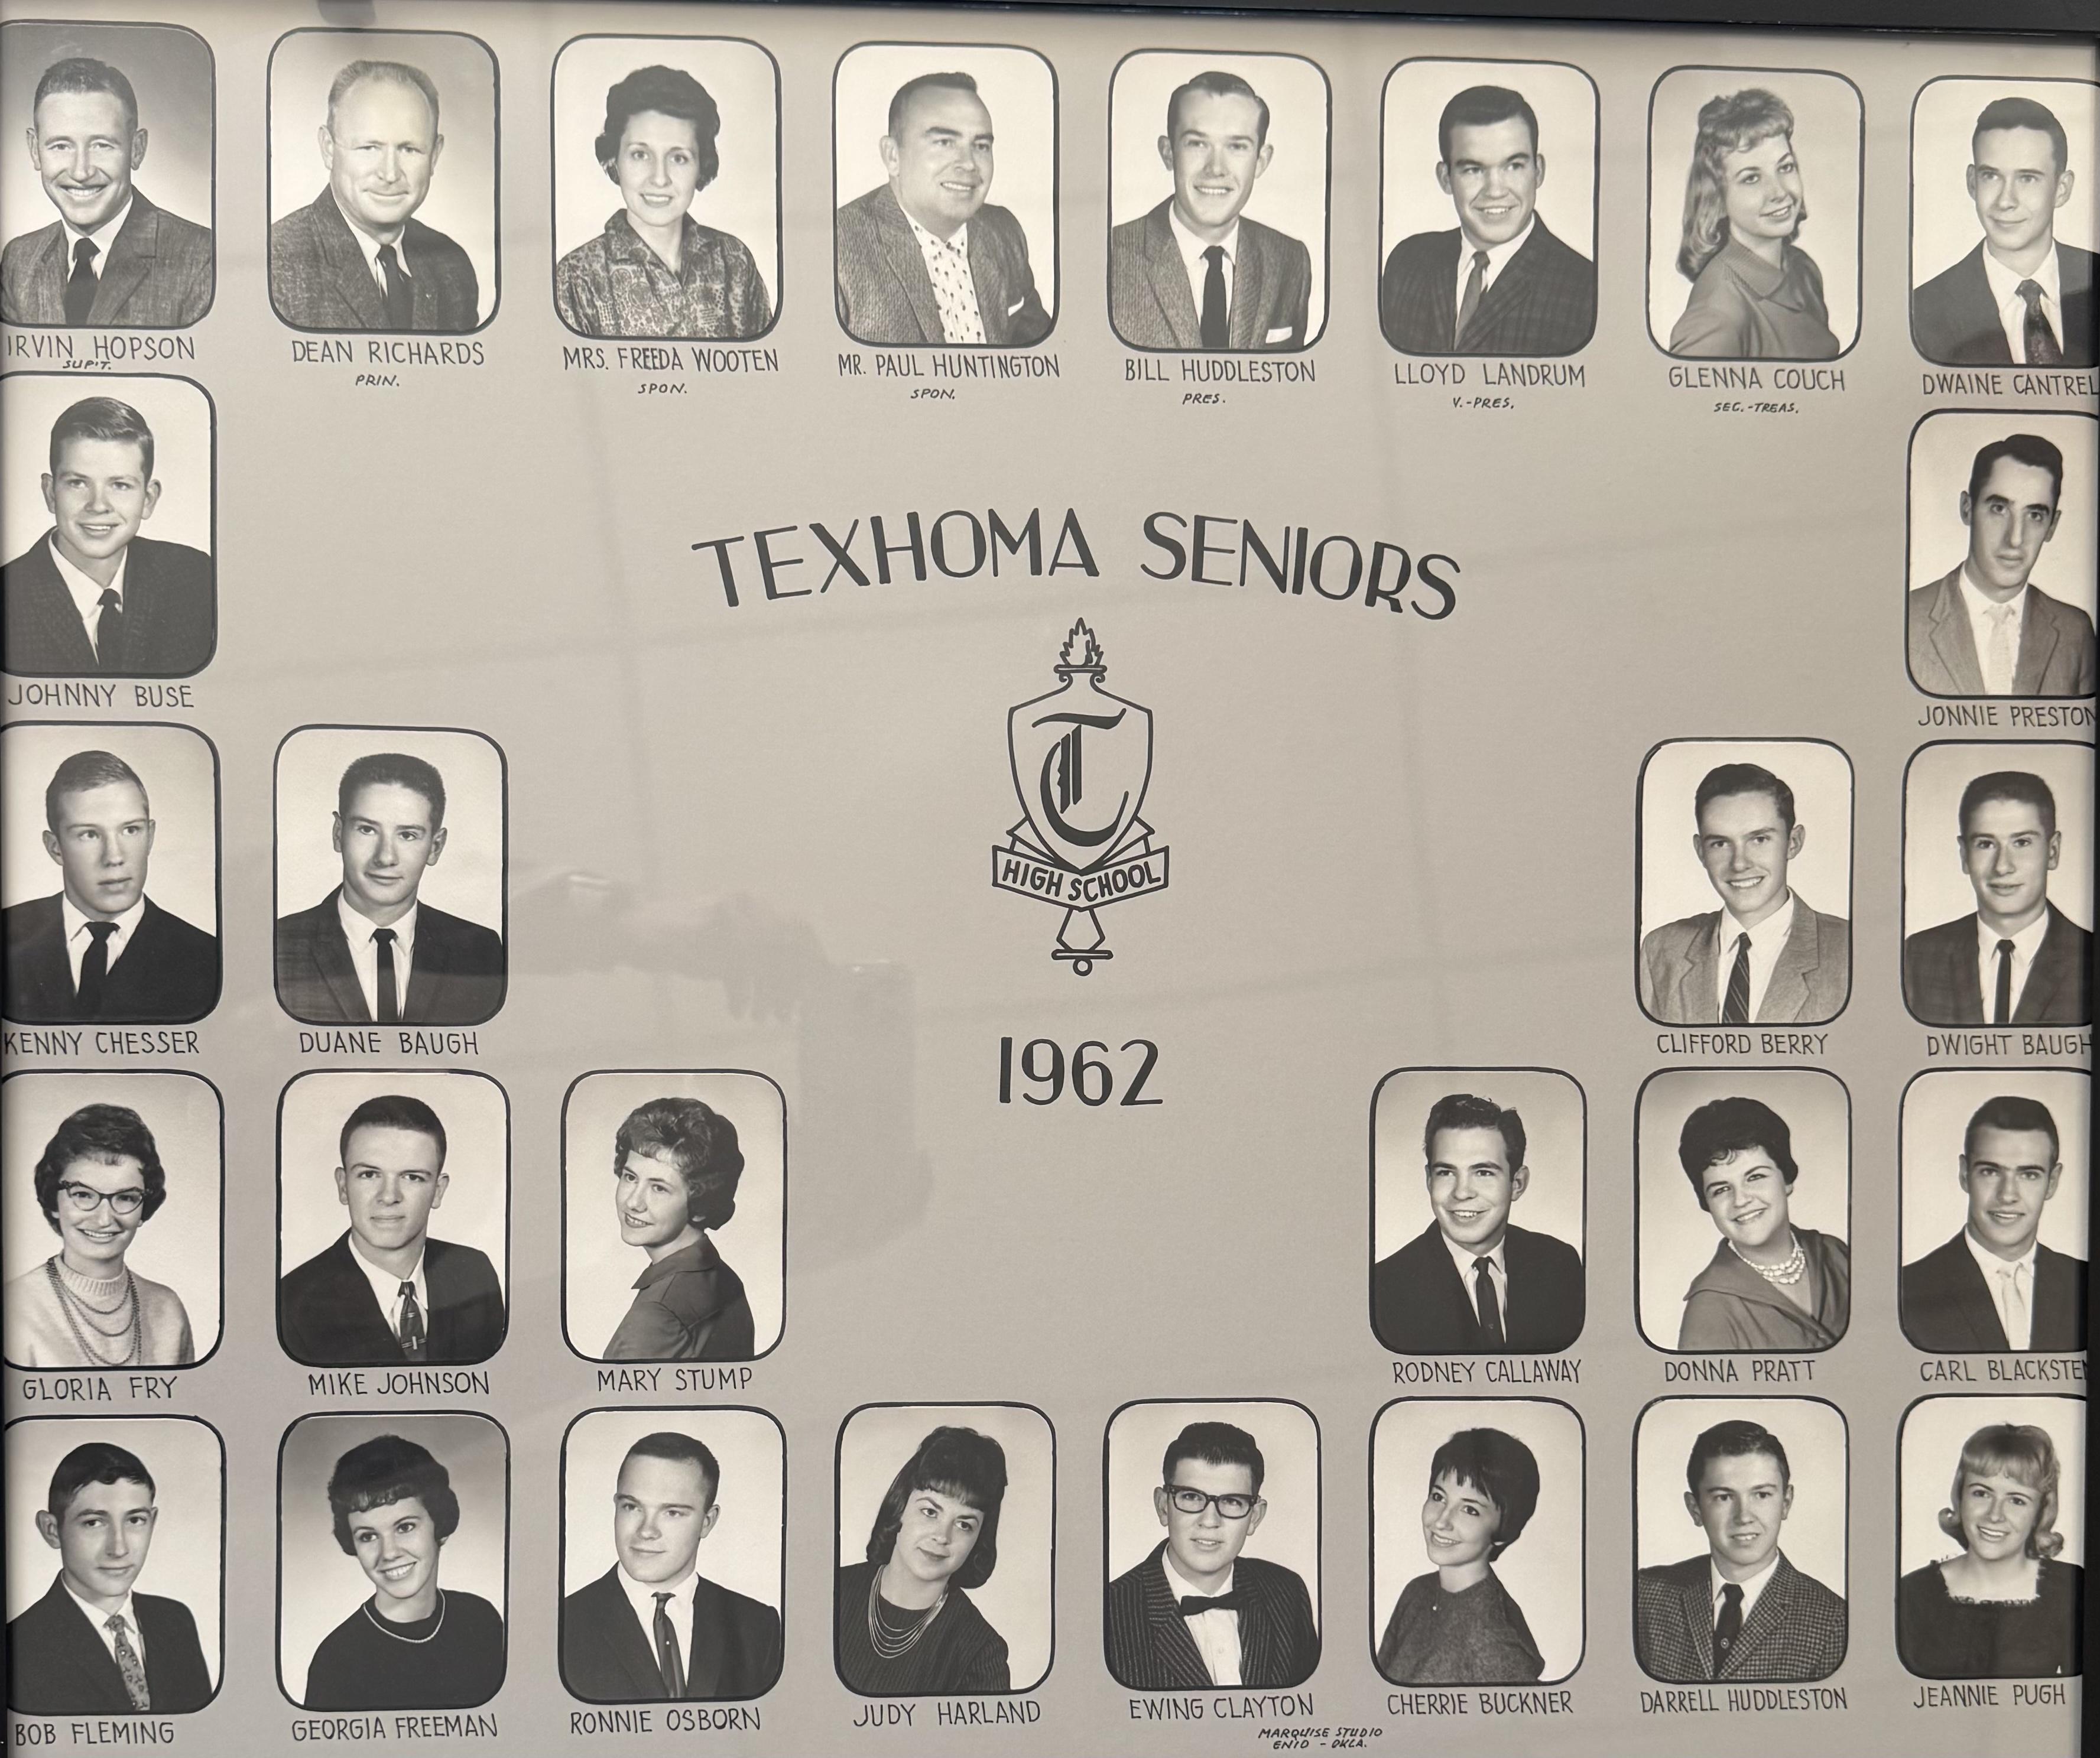 IRVIN HOPSON
SUP'T.
DEAN RICHARDS
PRIN.
MRS. FREEDA WOOTEN
SPON.
MR. PAUL HUNTINGTON
SPON.
BILL HUDDLESTON
PRES.
LLOYD LANDRUM
V.-PRES.
GLENNA COUCH
SEC.-TREAS.
DWAINE CANTREL
JOHNNY BUSE
TEXHOMA SENIORS
JONNIE PRESTON
T
HIGH SCHOOL
KENNY CHESSER
DUANE BAUGH
CLIFFORD BERRY
DWIGHT BAUGH
1962
GLORIA FRY
MIKE JOHNSON
MARY STUMP
RODNEY CALLAWAY
DONNA PRATT
CARL BLACKSTE
BOB FLEMING
GEORGIA FREEMAN
RONNIE OSBORN
JUDY HARLAND
EWING CLAYTON
CHERRIE BUCKNER
DARRELL HUDDLESTON
JEANNIE PUGH
MARQUISE STUDIO
ENID - OKLA.